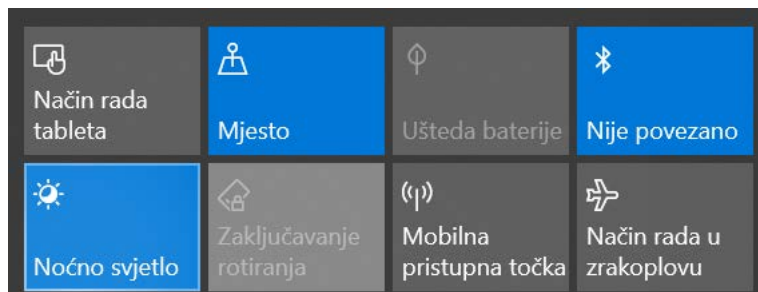 Način rada
tableta
Mjesto
Ušteda baterije
Nije povezano
Noćno svjetlo
Zaključavanje
rotiranja
Mobilna
pristupna točka
Način rada u
zrakoplovu